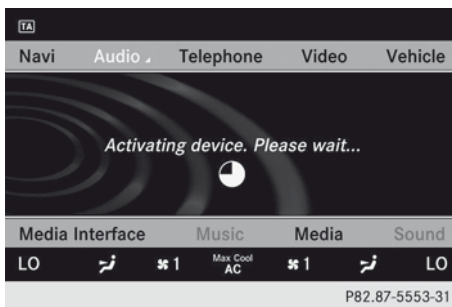 TA
Navi Audio Telephone Video Vehicle
Activating device. Please wait...
Media Interface Music Media Sound
LO 1 Max Cool AC 1 LO
P82.87-5553-31